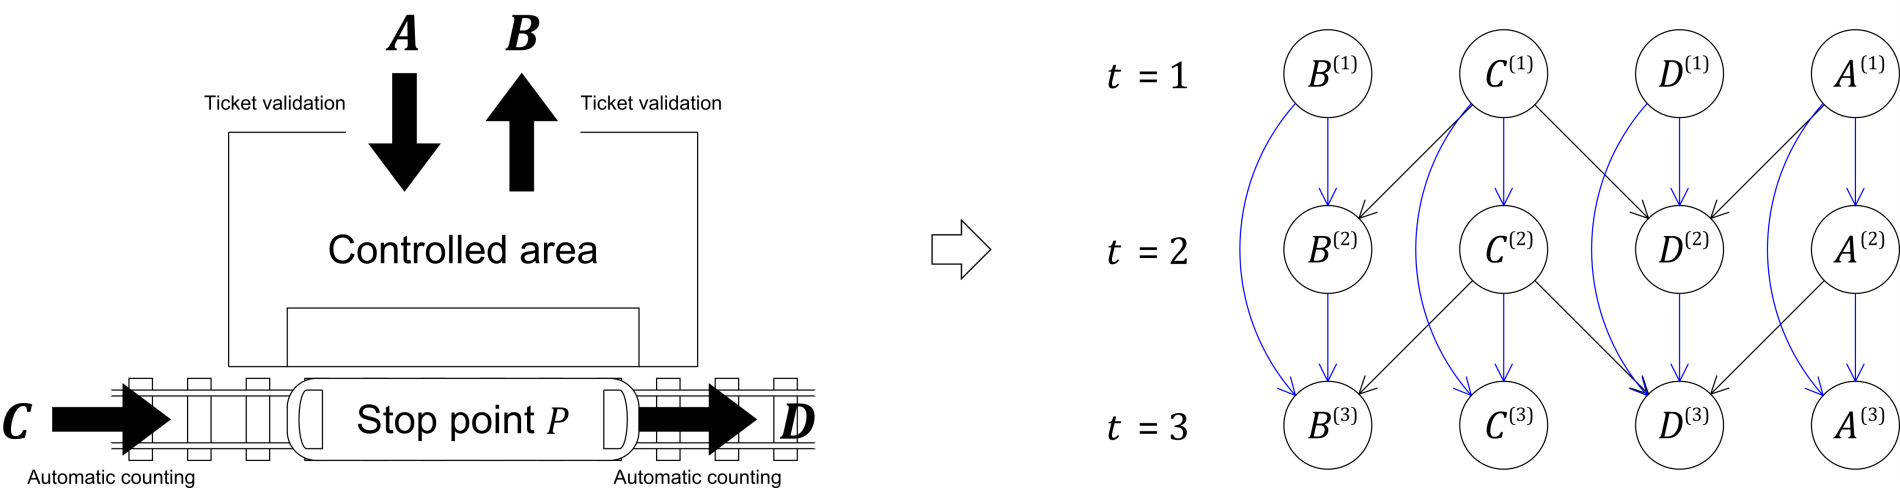 A B
Ticket validation Ticket validation
Controlled area
C Stop point P D
Automatic counting Automatic counting
t = 1 B⁽¹⁾ C⁽¹⁾ D⁽¹⁾ A⁽¹⁾
t = 2 B⁽²⁾ C⁽²⁾ D⁽²⁾ A⁽²⁾
t = 3 B⁽³⁾ C⁽³⁾ D⁽³⁾ A⁽³⁾